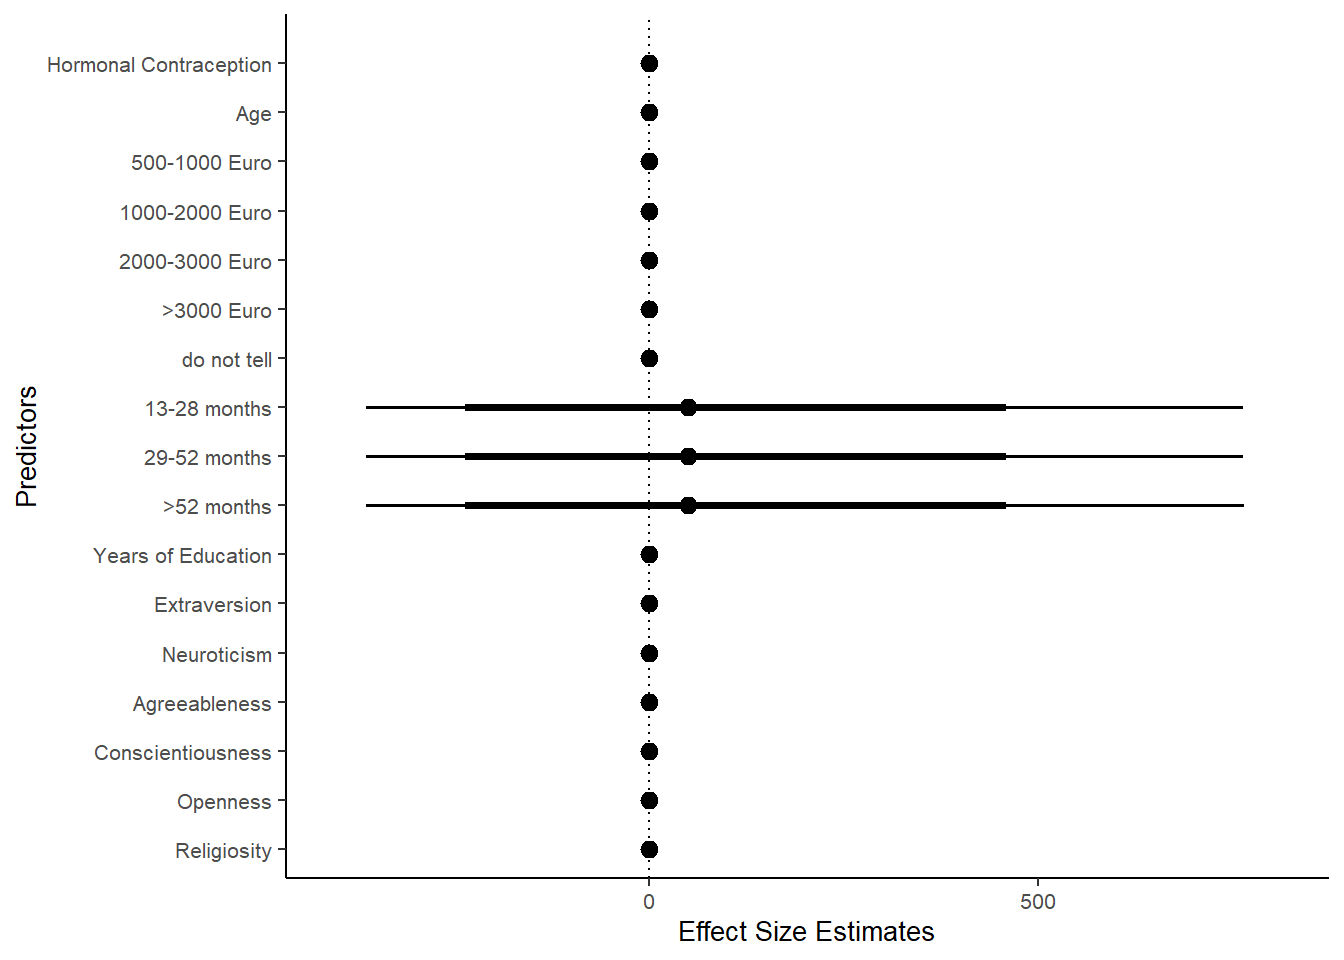 Hormonal Contraception
Age
500-1000 Euro
1000-2000 Euro
2000-3000 Euro
>3000 Euro
do not tell
13-28 months
29-52 months
>52 months
Years of Education
Extraversion
Neuroticism
Agreeableness
Conscientiousness
Openness
Religiosity
Predictors
0 500
Effect Size Estimates